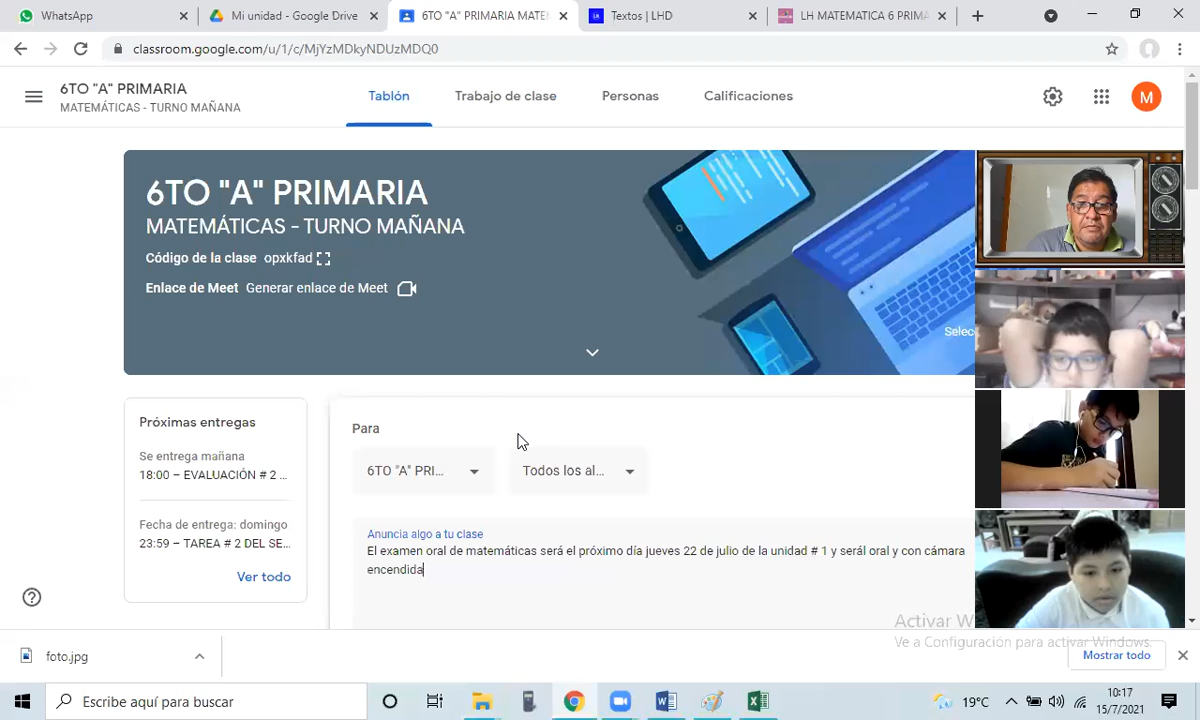 WhatsApp
Mi unidad - Google Drive
6TO "A" PRIMARIA MATE
Textos | LHD
LH MATEMATICA 6 PRIMA
classroom.google.com/u/1/c/MjYzMDkyNDUzMDQ0
6TO "A" PRIMARIA
MATEMÁTICAS - TURNO MAÑANA
Tablón
Trabajo de clase
Personas
Calificaciones
M
6TO "A" PRIMARIA
MATEMÁTICAS - TURNO MAÑANA
Código de la clase opxkfad
Enlace de Meet Generar enlace de Meet
Selec
Próximas entregas
Se entrega mañana
18:00 – EVALUACIÓN # 2 ...
Fecha de entrega: domingo
23:59 – TAREA # 2 DEL SE...
Ver todo
Para
6TO "A" PRI...
Todos los al...
Anuncia algo a tu clase
El examen oral de matemáticas será el próximo día jueves 22 de julio de la unidad # 1 y serál oral y con cámara
encendida
Activar W
Ve a Configuración para activar Windows.
foto.jpg
Mostrar todo
Escribe aquí para buscar
19°C
10:17
15/7/2021